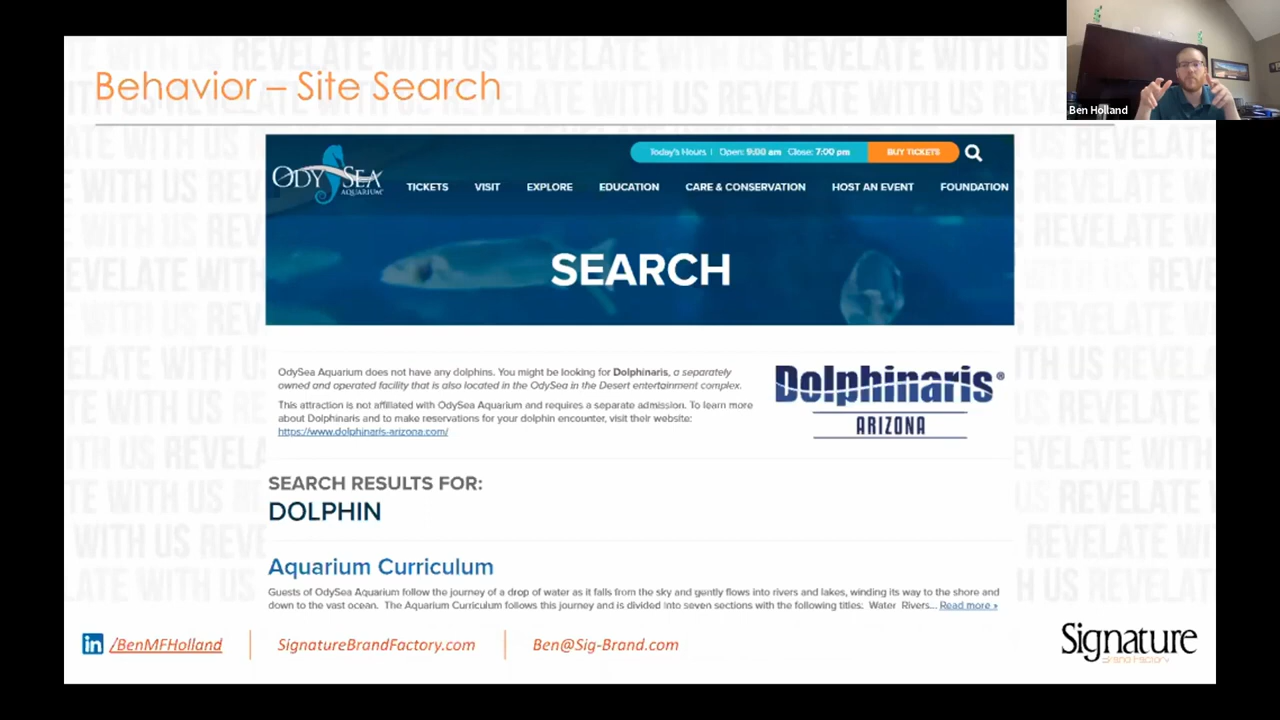 Behavior – Site Search
Ben Holland
ODYSEA
AQUARIUM
Today's Hours | Open: 9:00 am Close: 7:00 pm
BUY TICKETS
TICKETS VISIT EXPLORE EDUCATION CARE & CONSERVATION HOST AN EVENT FOUNDATION
SEARCH
OdySea Aquarium does not have any dolphins. You might be looking for Dolphinaris, a separately
owned and operated facility that is also located in the OdySea in the Desert entertainment complex.
This attraction is not affiliated with OdySea Aquarium and requires a separate admission. To learn more
about Dolphinaris and to make reservations for your dolphin encounter, visit their website:
https://www.dolphinaris-arizona.com/
Dolphinaris®
ARIZONA
SEARCH RESULTS FOR:
DOLPHIN
Aquarium Curriculum
Guests of OdySea Aquarium follow the journey of a drop of water as it falls from the sky and gently flows into rivers and lakes, winding its way to the shore and
down to the vast ocean. The Aquarium Curriculum follows this journey and is divided into seven sections with the following titles: Water Rivers... Read more »
in /BenMFHolland
SignatureBrandFactory.com
Ben@Sig-Brand.com
Signature
Brand Factory